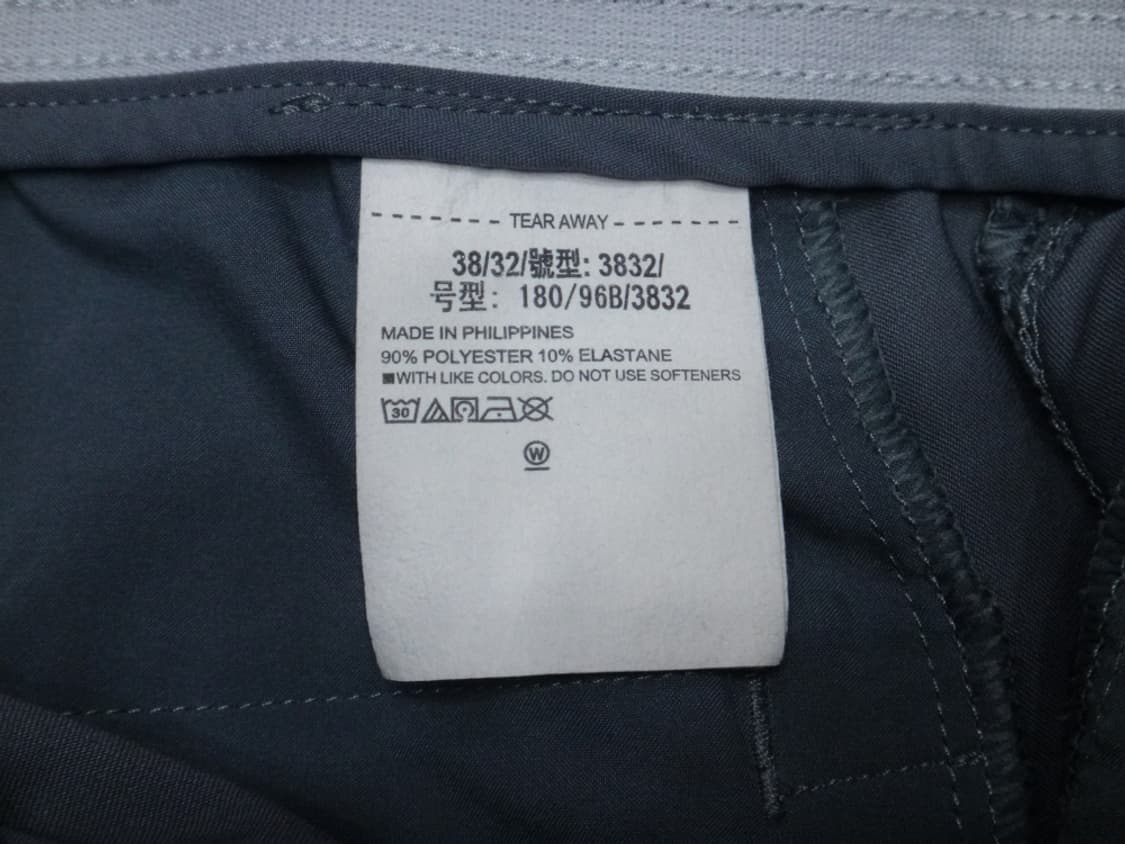 TEAR AWAY
38/32/號型: 3832/
号型: 180/96B/3832
MADE IN PHILIPPINES
90% POLYESTER 10% ELASTANE
■WITH LIKE COLORS. DO NOT USE SOFTENERS
30
W